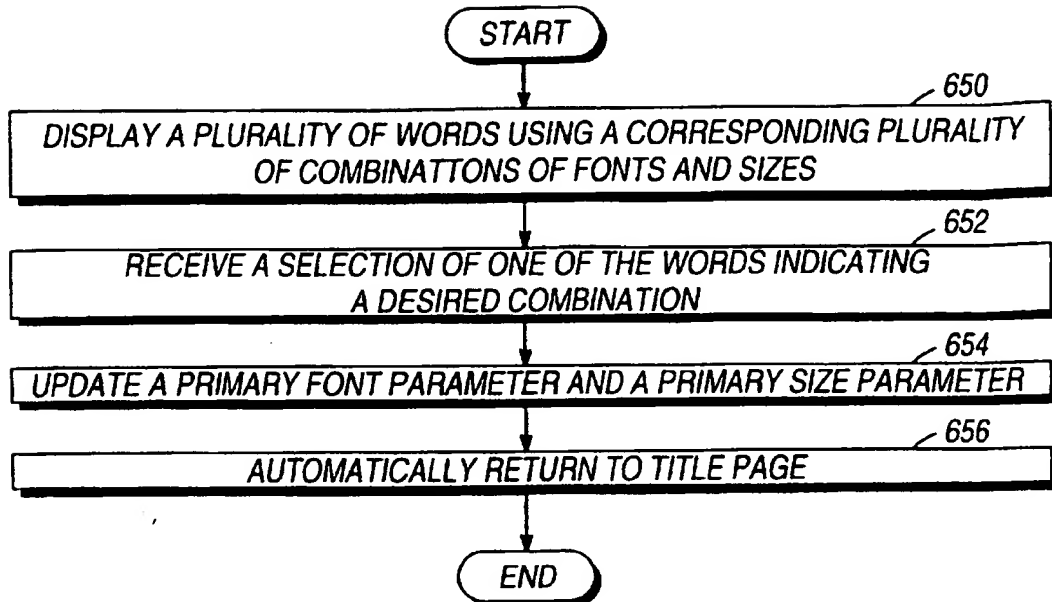 START
650
DISPLAY A PLURALITY OF WORDS USING A CORRESPONDING PLURALITY
OF COMBINATTONS OF FONTS AND SIZES
652
RECEIVE A SELECTION OF ONE OF THE WORDS INDICATING
A DESIRED COMBINATION
654
UPDATE A PRIMARY FONT PARAMETER AND A PRIMARY SIZE PARAMETER
656
AUTOMATICALLY RETURN TO TITLE PAGE
END